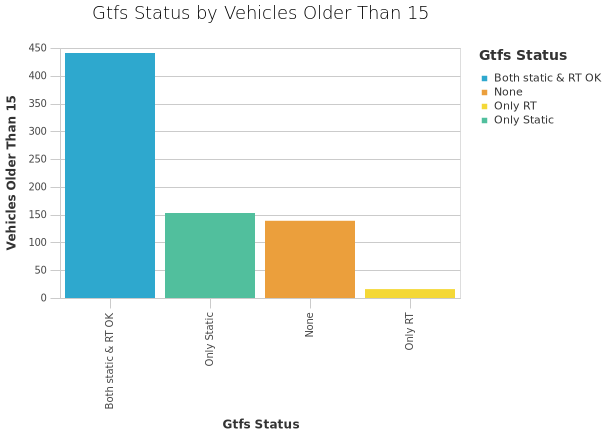 Gtfs Status by Vehicles Older Than 15
Vehicles Older Than 15
450
400
350
300
250
200
150
100
50
0
Both static & RT OK
Only Static
None
Only RT
Gtfs Status
Gtfs Status
Both static & RT OK
None
Only RT
Only Static